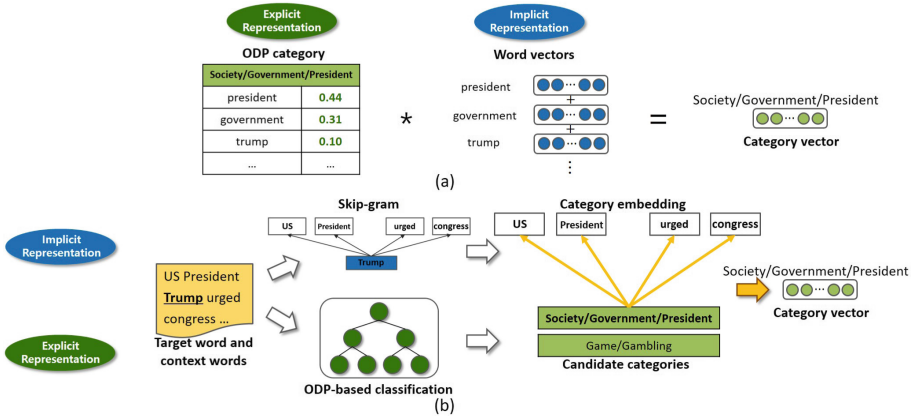 Explicit
Representation
Implicit
Representation
ODP category
Word vectors
Society/Government/President
president 0.44
government 0.31
trump 0.10
... ...
*
president
+
government
+
trump
=
Society/Government/President
Category vector
(a)
Skip-gram
US President urged congress
Trump
Category embedding
US President urged congress
Implicit
Representation
US President
Trump urged
congress ...
Target word and
context words
Explicit
Representation
ODP-based classification
Society/Government/President
Game/Gambling
Candidate categories
Society/Government/President
Category vector
(b)